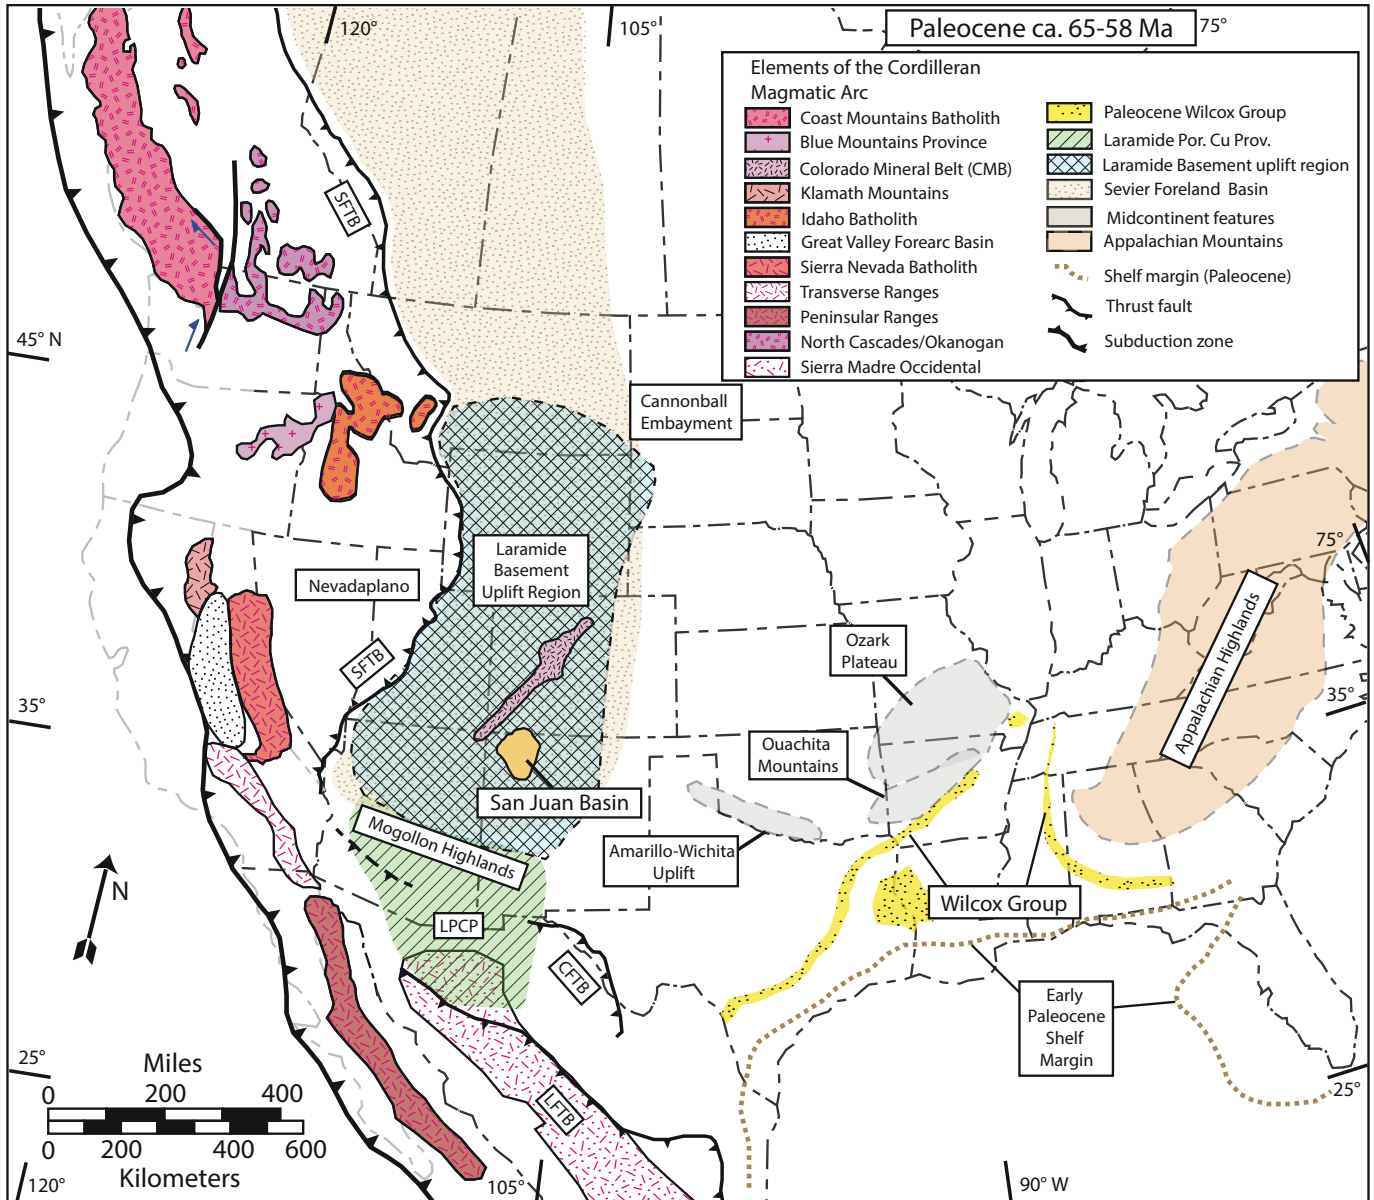 120°
105°
Paleocene ca. 65-58 Ma
75°
Elements of the Cordilleran
Magmatic Arc
Coast Mountains Batholith
Blue Mountains Province
Colorado Mineral Belt (CMB)
Klamath Mountains
Idaho Batholith
Great Valley Forearc Basin
Sierra Nevada Batholith
Transverse Ranges
Peninsular Ranges
North Cascades/Okanogan
Sierra Madre Occidental
Paleocene Wilcox Group
Laramide Por. Cu Prov.
Laramide Basement uplift region
Sevier Foreland Basin
Midcontinent features
Appalachian Mountains
Shelf margin (Paleocene)
Thrust fault
Subduction zone
SFTB
45° N
Cannonball
Embayment
Laramide
Basement
Uplift Region
Nevadaplano
75°
SFTB
Ozark
Plateau
Appalachian Highlands
35°
35°
Ouachita
Mountains
San Juan Basin
Mogollon Highlands
Amarillo-Wichita
Uplift
N
Wilcox Group
LPCP
CFTB
Early
Paleocene
Shelf
Margin
25°
25°
Miles
0 200 400
0 200 400 600
Kilometers
LFTB
120°
105°
90° W